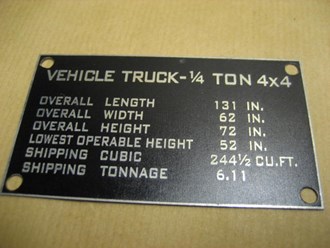 VEHICLE TRUCK-¼ TON 4x4
OVERALL LENGTH 131 IN.
OVERALL WIDTH 62 IN.
OVERALL HEIGHT 72 IN.
LOWEST OPERABLE HEIGHT 52 IN.
SHIPPING CUBIC 244½ CU.FT.
SHIPPING TONNAGE 6.11